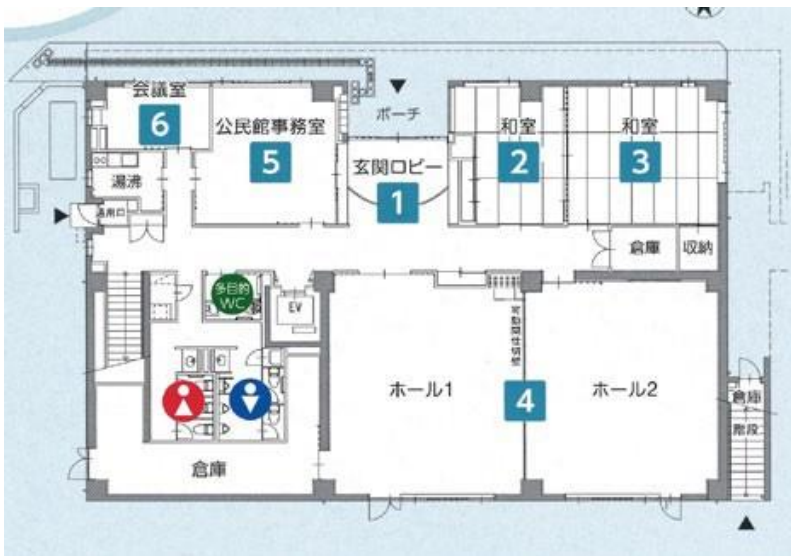 会議室
6
公民館事務室
5
ポーチ
玄関ロビー
1
和室
2
和室
3
湯沸
通用口
倉庫
収納
多目的
WC
EV
ホール1
4
ホール2
倉庫
倉庫
階段